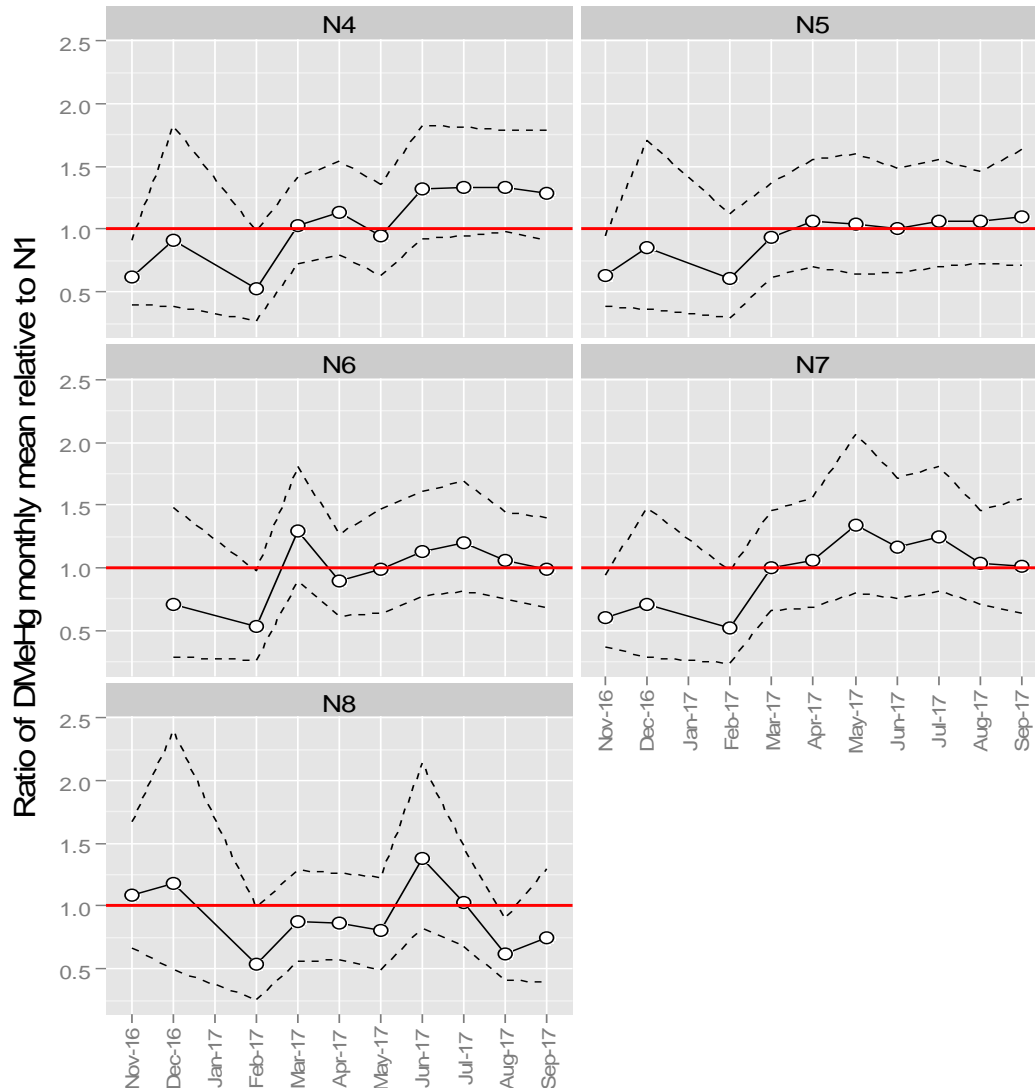 Ratio of DMeHg monthly mean relative to N1
N4
2.5
2.0
1.5
1.0
0.5
N5
N6
2.5
2.0
1.5
1.0
0.5
N7
Nov-16
Dec-16
Jan-17
Feb-17
Mar-17
Apr-17
May-17
Jun-17
Jul-17
Aug-17
Sep-17
N8
2.5
2.0
1.5
1.0
0.5
Nov-16
Dec-16
Jan-17
Feb-17
Mar-17
Apr-17
May-17
Jun-17
Jul-17
Aug-17
Sep-17